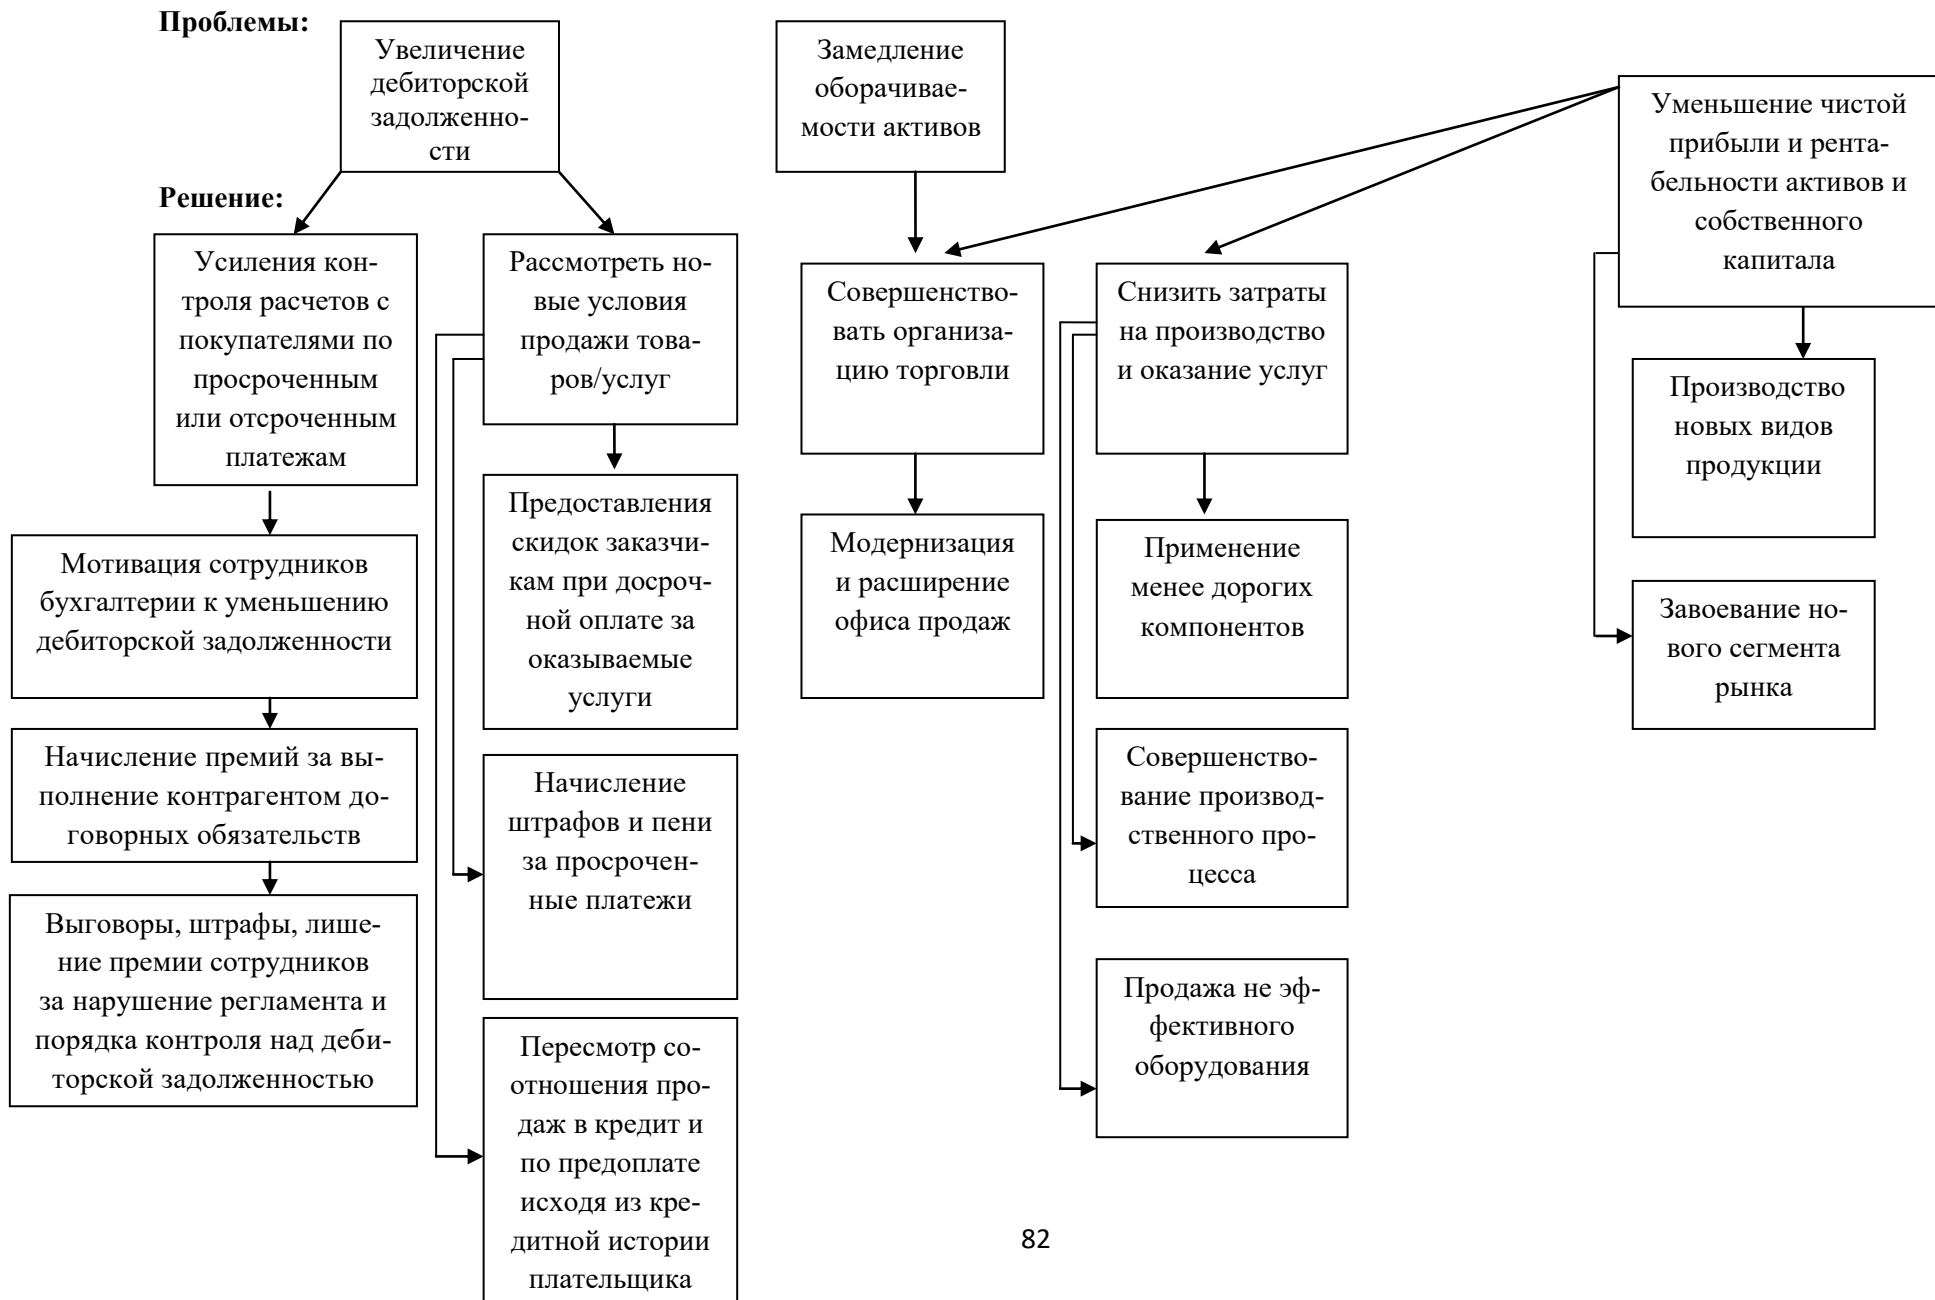 Проблемы:
Увеличение
дебиторской
задолженно-
сти
Замедление
оборачивае-
мости активов
Уменьшение чистой
прибыли и рента-
бельности активов и
собственного
капитала
Решение:
Усиления кон-
троля расчетов с
покупателями по
просроченным
или отсроченным
платежам
Рассмотреть но-
вые условия
продажи това-
ров/услуг
Совершенство-
вать организа-
цию торговли
Снизить затраты
на производство
и оказание услуг
Производство
новых видов
продукции
Мотивация сотрудников
бухгалтерии к уменьшению
дебиторской задолженности
Предоставления
скидок заказчи-
кам при досроч-
ной оплате за
оказываемые
услуги
Модернизация
и расширение
офиса продаж
Применение
менее дорогих
компонентов
Завоевание но-
вого сегмента
рынка
Начисление премий за вы-
полнение контрагентом до-
говорных обязательств
Начисление
штрафов и пени
за просрочен-
ные платежи
Совершенство-
вание производ-
ственного про-
цесса
Выговоры, штрафы, лише-
ние премии сотрудников
за нарушение регламента и
порядка контроля над деби-
торской задолженностью
Пересмотр со-
отношения про-
даж в кредит и
по предоплате
исходя из кре-
дитной истории
плательщика
Продажа не эф-
фективного
оборудования
82